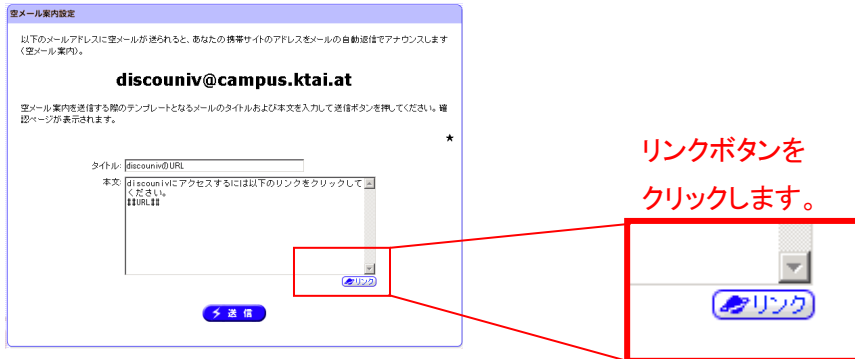 空メール案内設定
以下のメールアドレスに空メールが送られると、あなたの携帯サイトのアドレスをメールの自動返信でアナウンスします
(空メール案内)。
discouniv@campus.ktai.at
空メール案内を送信する際のテンプレートとなるメールのタイトルおよび本文を入力して送信ボタンを押してください。確
認ページが表示されます。
★
タイトル: discounivのURL
本文: discounivにアクセスするには以下のリンクをクリックして
ください。
$$URL$$
リンク
送信
リンクボタンを
クリックします。
リンク